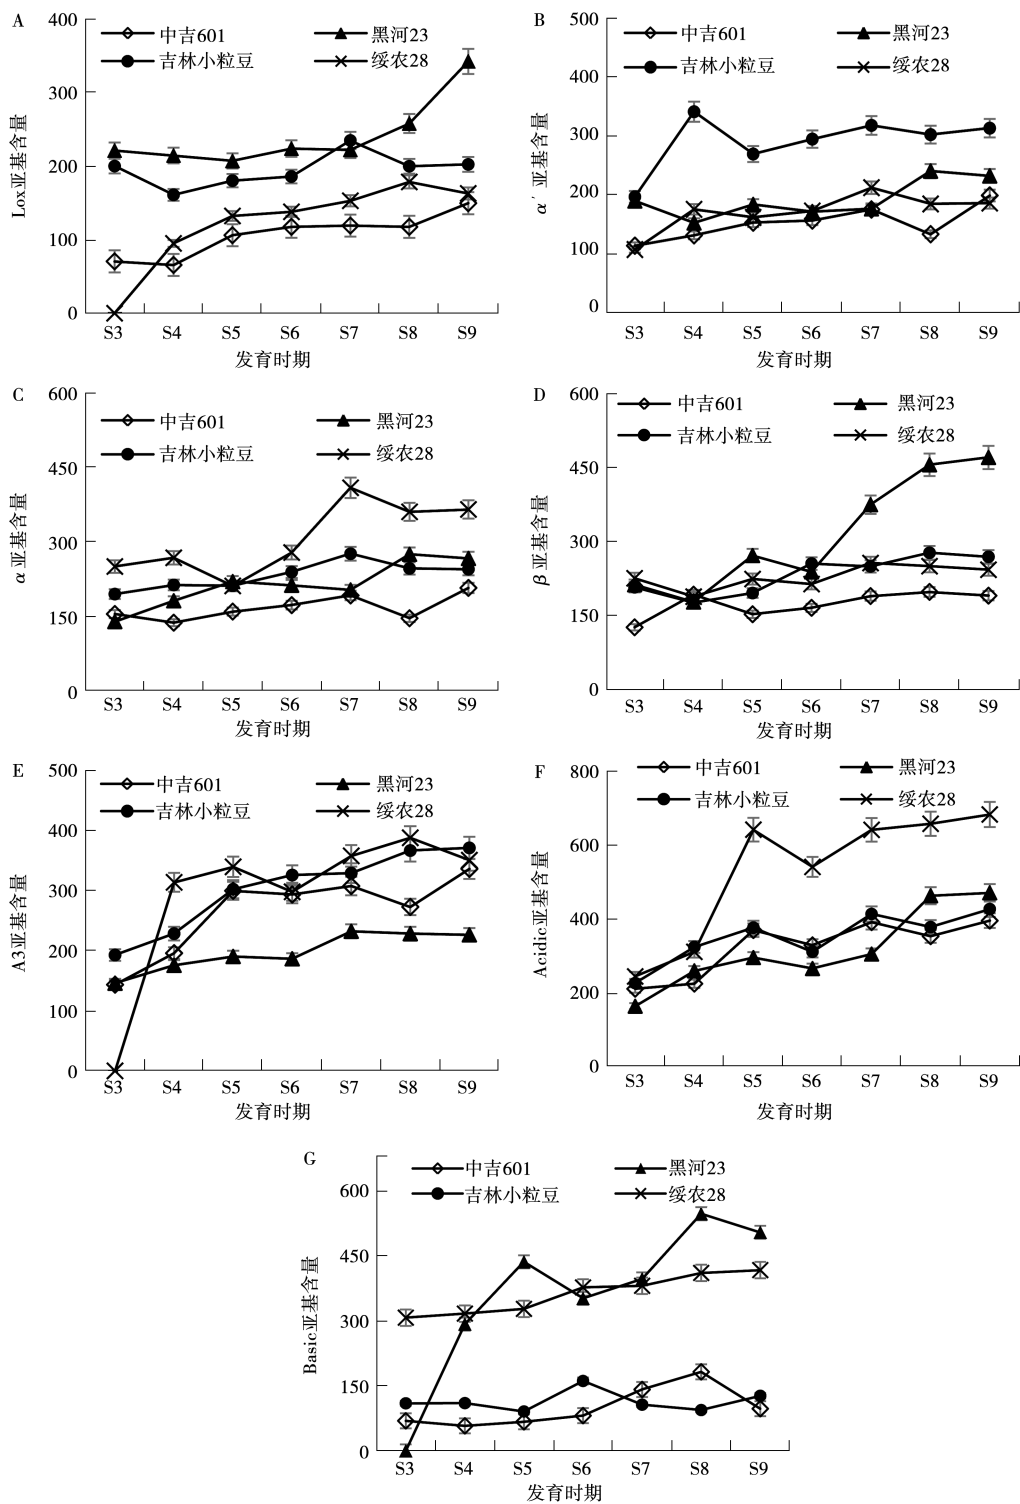 A
中吉601 黑河23
吉林小粒豆 绥农28
Lox亚基含量
400
300
200
100
0
S3 S4 S5 S6 S7 S8 S9
发育时期
B
中吉601 黑河23
吉林小粒豆 绥农28
α′ 亚基含量
500
400
300
200
100
0
S3 S4 S5 S6 S7 S8 S9
发育时期
C
中吉601 黑河23
吉林小粒豆 绥农28
α 亚基含量
600
450
300
150
0
S3 S4 S5 S6 S7 S8 S9
发育时期
D
中吉601 黑河23
吉林小粒豆 绥农28
β 亚基含量
600
450
300
150
0
S3 S4 S5 S6 S7 S8 S9
发育时期
E
中吉601 黑河23
吉林小粒豆 绥农28
A3亚基含量
500
400
300
200
100
0
S3 S4 S5 S6 S7 S8 S9
发育时期
F
中吉601 黑河23
吉林小粒豆 绥农28
Acidic亚基含量
800
600
400
200
0
S3 S4 S5 S6 S7 S8 S9
发育时期
G
中吉601 黑河23
吉林小粒豆 绥农28
Basic亚基含量
600
450
300
150
0
S3 S4 S5 S6 S7 S8 S9
发育时期